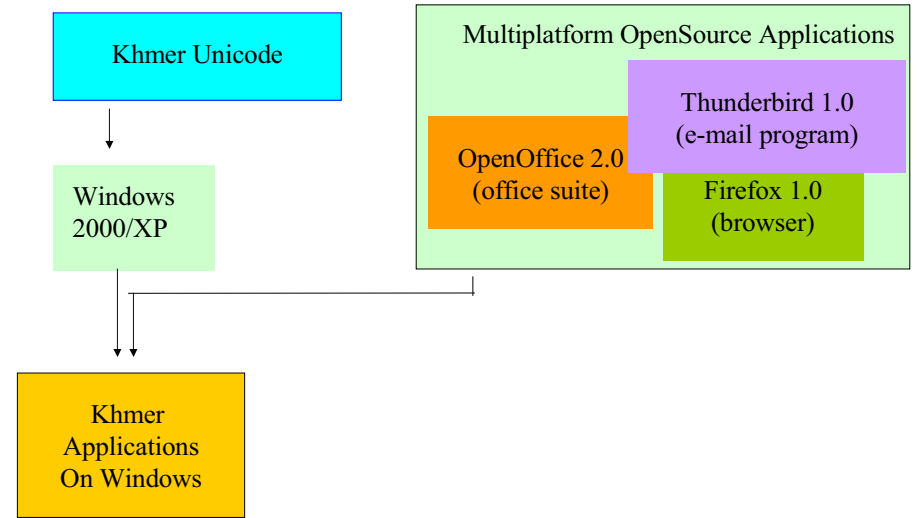 Khmer Unicode
Multiplatform OpenSource Applications
Thunderbird 1.0
(e-mail program)
OpenOffice 2.0
(office suite)
Firefox 1.0
(browser)
Windows
2000/XP
Khmer
Applications
On Windows